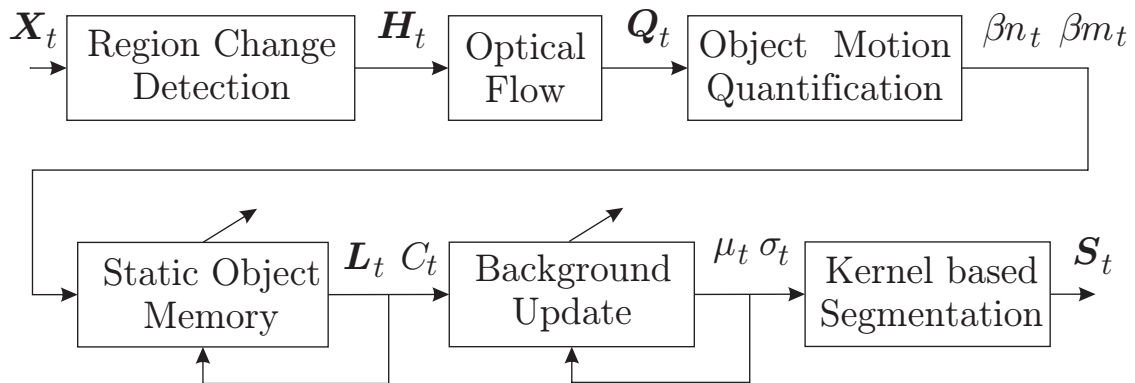 X_t
Region Change
Detection
H_t
Optical
Flow
Q_t
Object Motion
Quantification
βn_t βm_t
Static Object
Memory
L_t C_t
Background
Update
μ_t σ_t
Kernel based
Segmentation
S_t